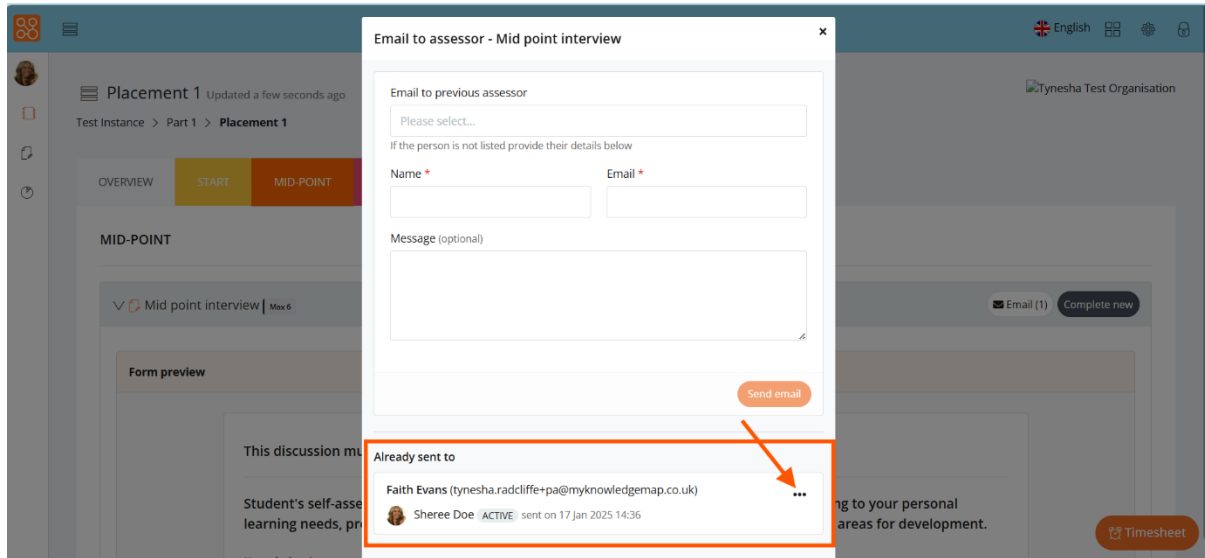 English
Placement 1 Updated a few seconds ago
Tynesha Test Organisation
Test Instance > Part 1 > Placement 1
OVERVIEW START MID-POINT
MID-POINT
Mid point interview Max 6
Email (1) Complete new
Form preview
This discussion mu
Student's self-asse
learning needs, pr
ng to your personal
areas for development.
Timesheet
Email to assessor - Mid point interview ×
Email to previous assessor
Please select...
If the person is not listed provide their details below
Name * Email *
Message (optional)
Send email
Already sent to
Faith Evans (tynesha.radcliffe+pa@myknowledgemap.co.uk)
Sheree Doe ACTIVE sent on 17 Jan 2025 14:36